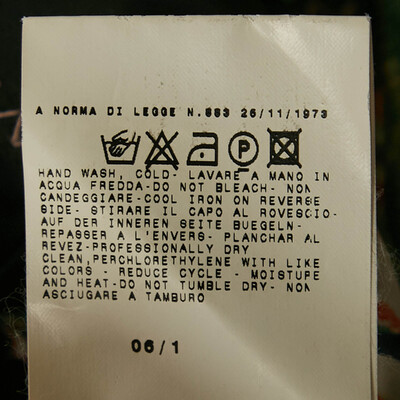 A NORMA DI LEGGE N.883 26/11/1973
P
HAND WASH, COLD- LAVARE A MANO IN
ACQUA FREDDA-DO NOT BLEACH- NON
CANDEGGIARE-COOL IRON ON REVERSE
SIDE- STIRARE IL CAPO AL ROVESCIO-
AUF DER INNEREN SEITE BUEGELN-
REPASSER A L'ENVERS- PLANCHAR AL
REVEZ-PROFESSIONALLY DRY
CLEAN,PERCHLORETHYLENE WITH LIKE
COLORS - REDUCE CYCLE - MOISTURE
AND HEAT-DO NOT TUMBLE DRY- NON
ASCIUGARE A TAMBURO
06/1